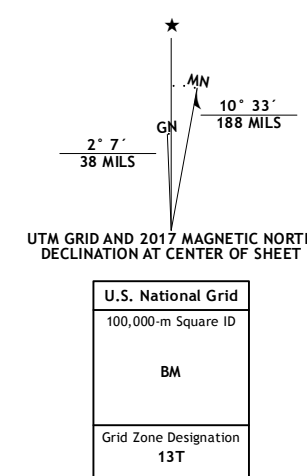 MN
10° 33´
188 MILS
GN
2° 7´
38 MILS
UTM GRID AND 2017 MAGNETIC NORTH
DECLINATION AT CENTER OF SHEET
U.S. National Grid
100,000-m Square ID
BM
Grid Zone Designation
13T